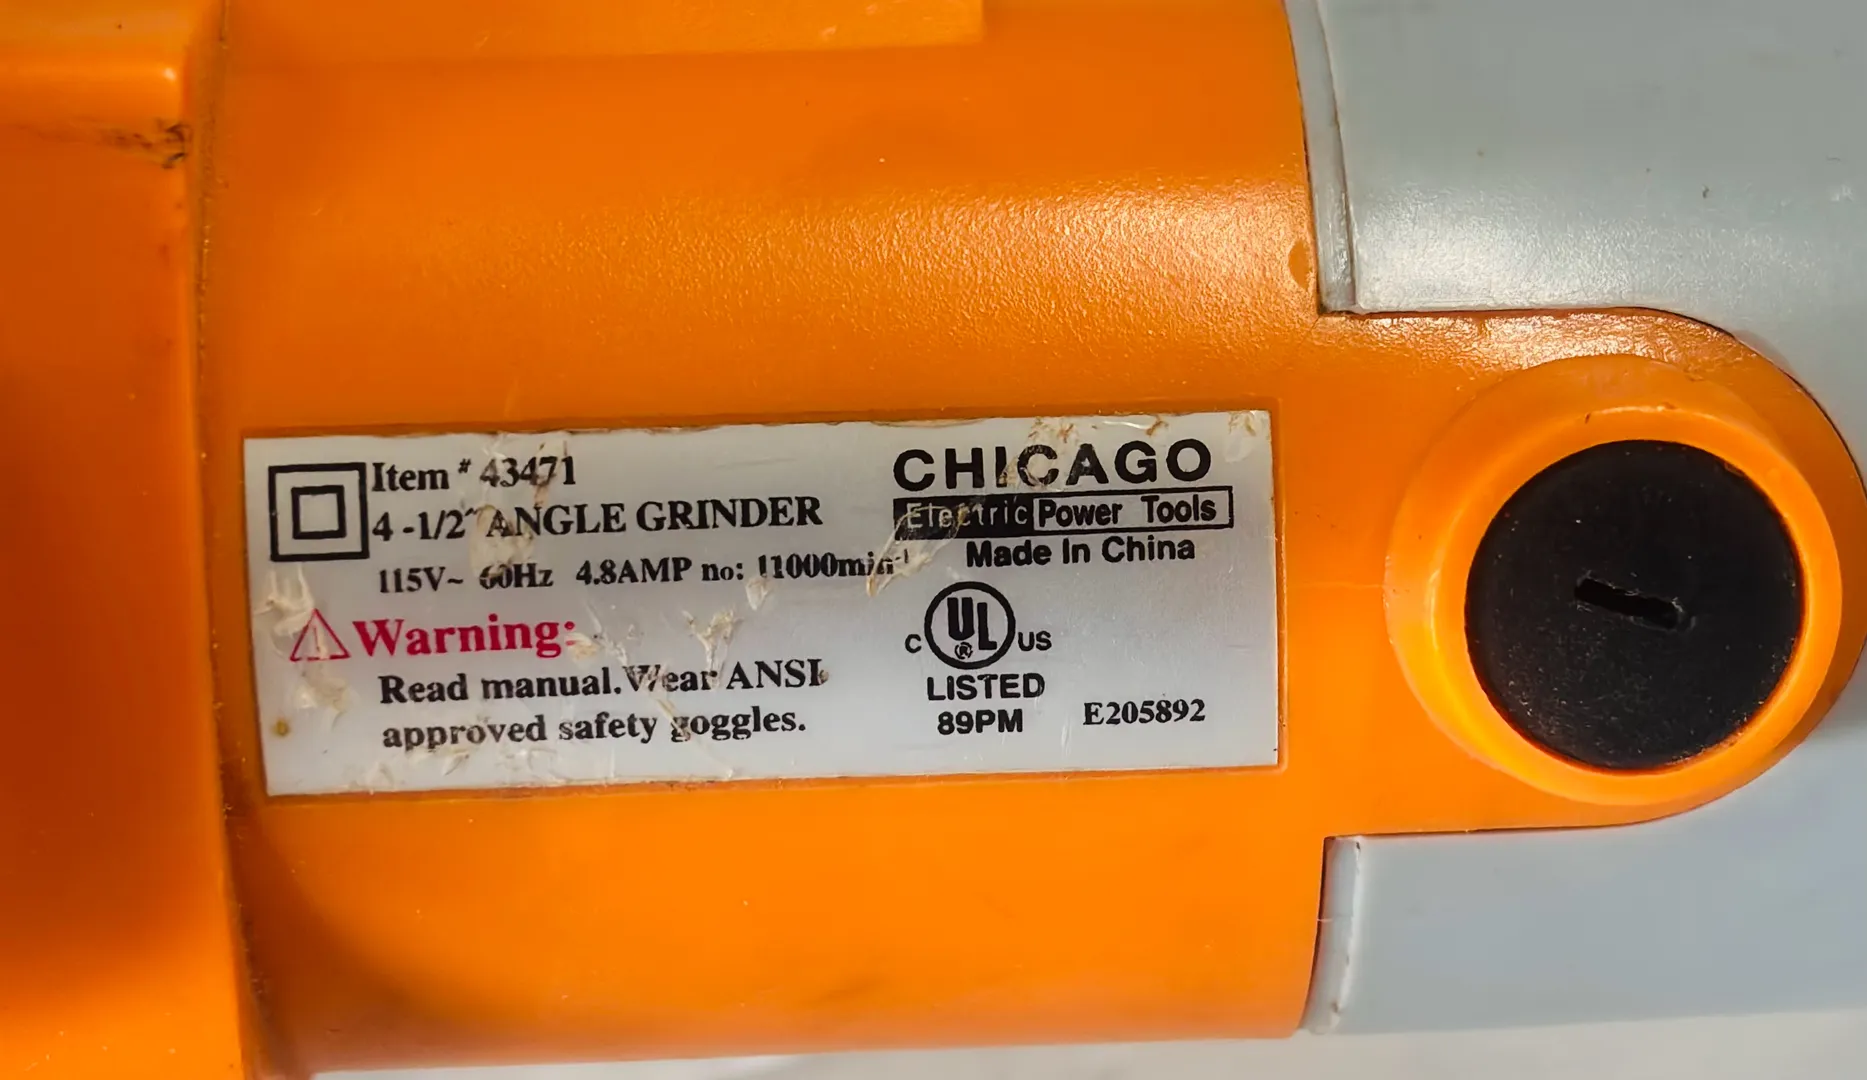 Item # 43471
4 -1/2" ANGLE GRINDER
115V~ 60Hz 4.8AMP no: 11000min-1
Warning:
Read manual.Wear ANSI
approved safety goggles.
CHICAGO
Electric Power Tools
Made In China
C UL ® US
LISTED
89PM E205892